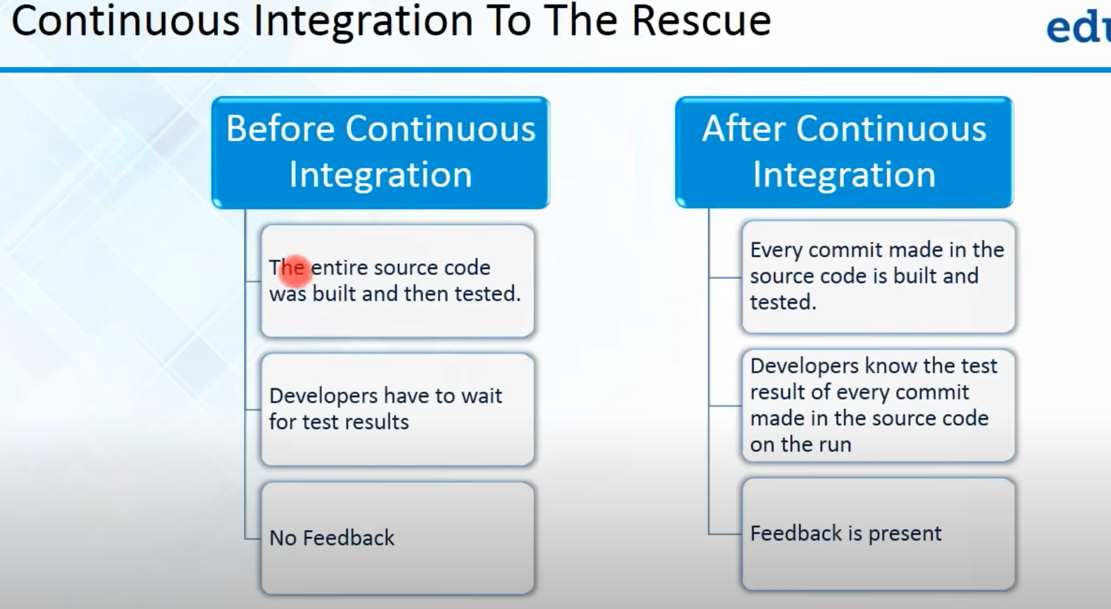 Continuous Integration To The Rescue
edu
Before Continuous
Integration
The entire source code
was built and then tested.
Developers have to wait
for test results
No Feedback
After Continuous
Integration
Every commit made in the
source code is built and
tested.
Developers know the test
result of every commit
made in the source code
on the run
Feedback is present